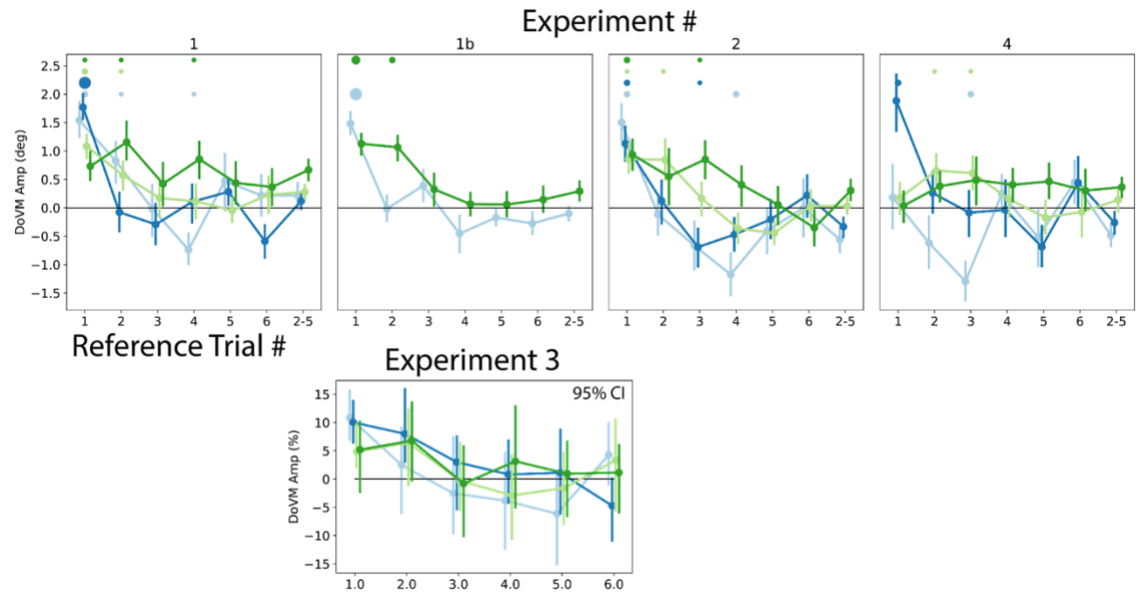 Experiment #
1
1b
2
4
DoVM Amp (deg)
2.5
2.0
1.5
1.0
0.5
0.0
−0.5
−1.0
−1.5
1 2 3 4 5 6 2-5
1 2 3 4 5 6 2-5
1 2 3 4 5 6 2-5
1 2 3 4 5 6 2-5
Reference Trial #
Experiment 3
95% CI
DoVM Amp (%)
15
10
5
0
−5
−10
−15
1.0 2.0 3.0 4.0 5.0 6.0